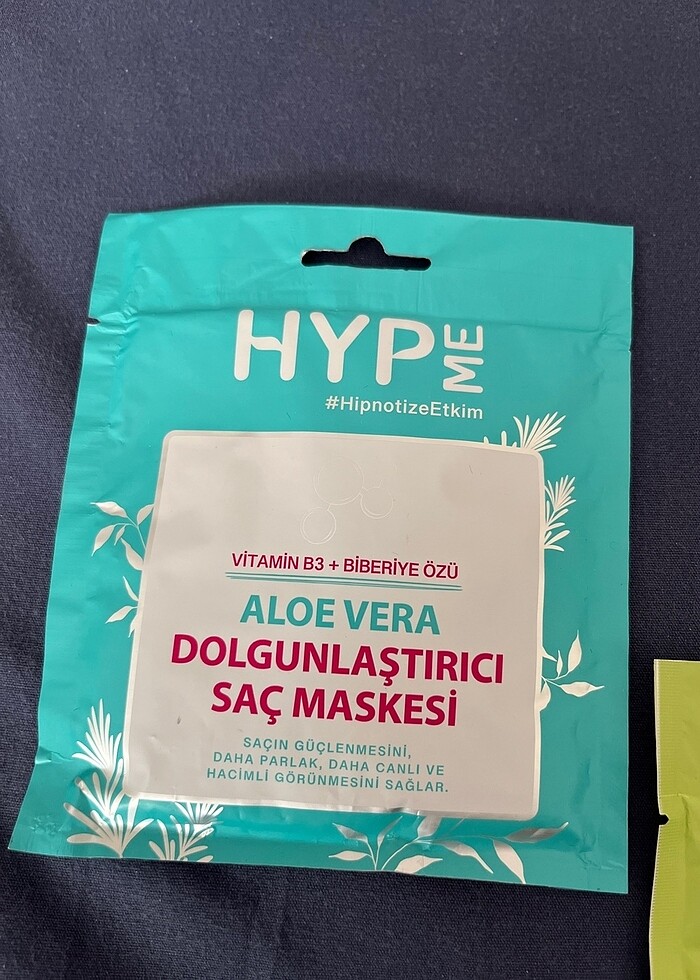 HYP ME
#HipnotizeEtkim
VİTAMİN B3 + BİBERİYE ÖZÜ
ALOE VERA
DOLGUNLAŞTIRICI
SAÇ MASKESİ
SAÇIN GÜÇLENMESİNİ,
DAHA PARLAK, DAHA CANLI VE
HACİMLİ GÖRÜNMESİNİ SAĞLAR.